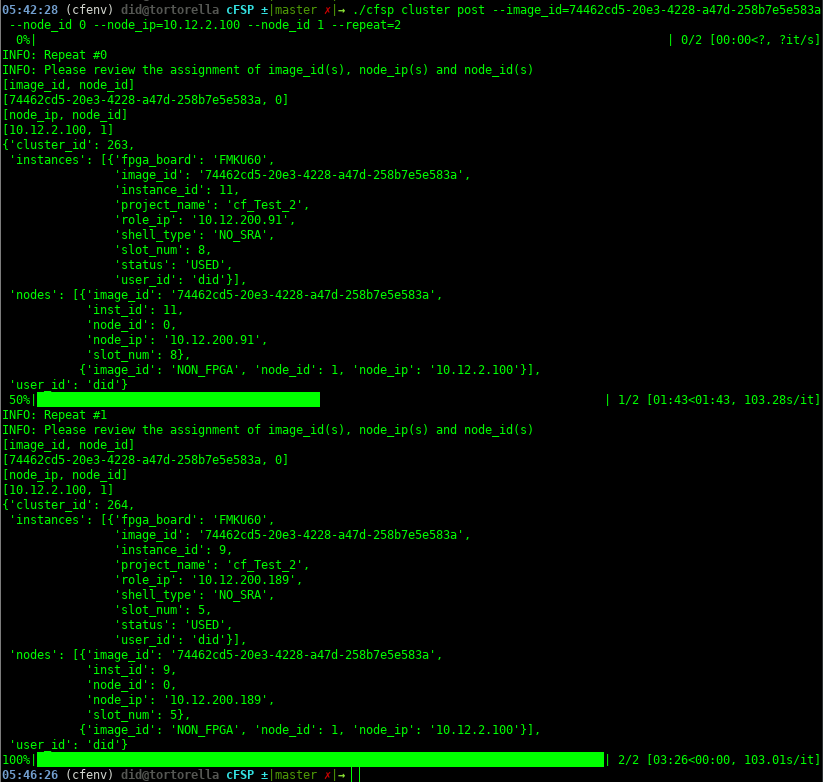 05:42:28 (cfenv) did@tortorella cFSP ±|master ✗|→ ./cfsp cluster post --image_id=74462cd5-20e3-4228-a47d-258b7e5e583a
--node_id 0 --node_ip=10.12.2.100 --node_id 1 --repeat=2
0%| | 0/2 [00:00<?, ?it/s]
INFO: Repeat #0
INFO: Please review the assignment of image_id(s), node_ip(s) and node_id(s)
[image_id, node_id]
[74462cd5-20e3-4228-a47d-258b7e5e583a, 0]
[node_ip, node_id]
[10.12.2.100, 1]
{'cluster_id': 263,
'instances': [{'fpga_board': 'FMKU60',
'image_id': '74462cd5-20e3-4228-a47d-258b7e5e583a',
'instance_id': 11,
'project_name': 'cf_Test_2',
'role_ip': '10.12.200.91',
'shell_type': 'NO_SRA',
'slot_num': 8,
'status': 'USED',
'user_id': 'did'}],
'nodes': [{'image_id': '74462cd5-20e3-4228-a47d-258b7e5e583a',
'inst_id': 11,
'node_id': 0,
'node_ip': '10.12.200.91',
'slot_num': 8},
{'image_id': 'NON_FPGA', 'node_id': 1, 'node_ip': '10.12.2.100'}],
'user_id': 'did'}
50%| | 1/2 [01:43<01:43, 103.28s/it]
INFO: Repeat #1
INFO: Please review the assignment of image_id(s), node_ip(s) and node_id(s)
[image_id, node_id]
[74462cd5-20e3-4228-a47d-258b7e5e583a, 0]
[node_ip, node_id]
[10.12.2.100, 1]
{'cluster_id': 264,
'instances': [{'fpga_board': 'FMKU60',
'image_id': '74462cd5-20e3-4228-a47d-258b7e5e583a',
'instance_id': 9,
'project_name': 'cf_Test_2',
'role_ip': '10.12.200.189',
'shell_type': 'NO_SRA',
'slot_num': 5,
'status': 'USED',
'user_id': 'did'}],
'nodes': [{'image_id': '74462cd5-20e3-4228-a47d-258b7e5e583a',
'inst_id': 9,
'node_id': 0,
'node_ip': '10.12.200.189',
'slot_num': 5},
{'image_id': 'NON_FPGA', 'node_id': 1, 'node_ip': '10.12.2.100'}],
'user_id': 'did'}
100%| | 2/2 [03:26<00:00, 103.01s/it]
05:46:26 (cfenv) did@tortorella cFSP ±|master ✗|→